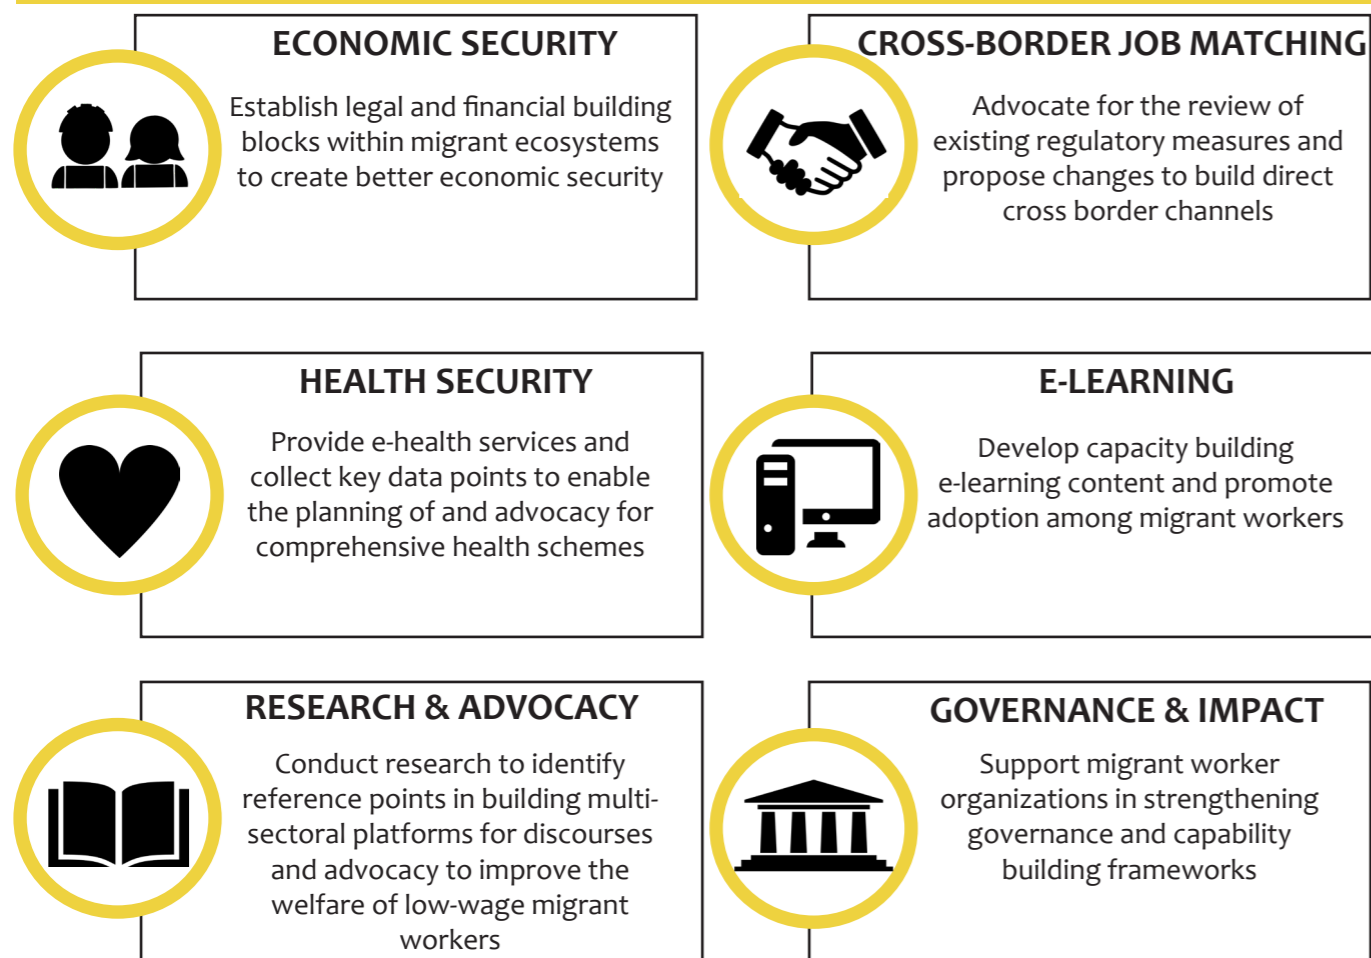 ECONOMIC SECURITY
Establish legal and financial building
blocks within migrant ecosystems
to create better economic security
CROSS-BORDER JOB MATCHING
Advocate for the review of
existing regulatory measures and
propose changes to build direct
cross border channels
HEALTH SECURITY
Provide e-health services and
collect key data points to enable
the planning of and advocacy for
comprehensive health schemes
E-LEARNING
Develop capacity building
e-learning content and promote
adoption among migrant workers
RESEARCH & ADVOCACY
Conduct research to identify
reference points in building multi-
sectoral platforms for discourses
and advocacy to improve the
welfare of low-wage migrant
workers
GOVERNANCE & IMPACT
Support migrant worker
organizations in strengthening
governance and capability
building frameworks